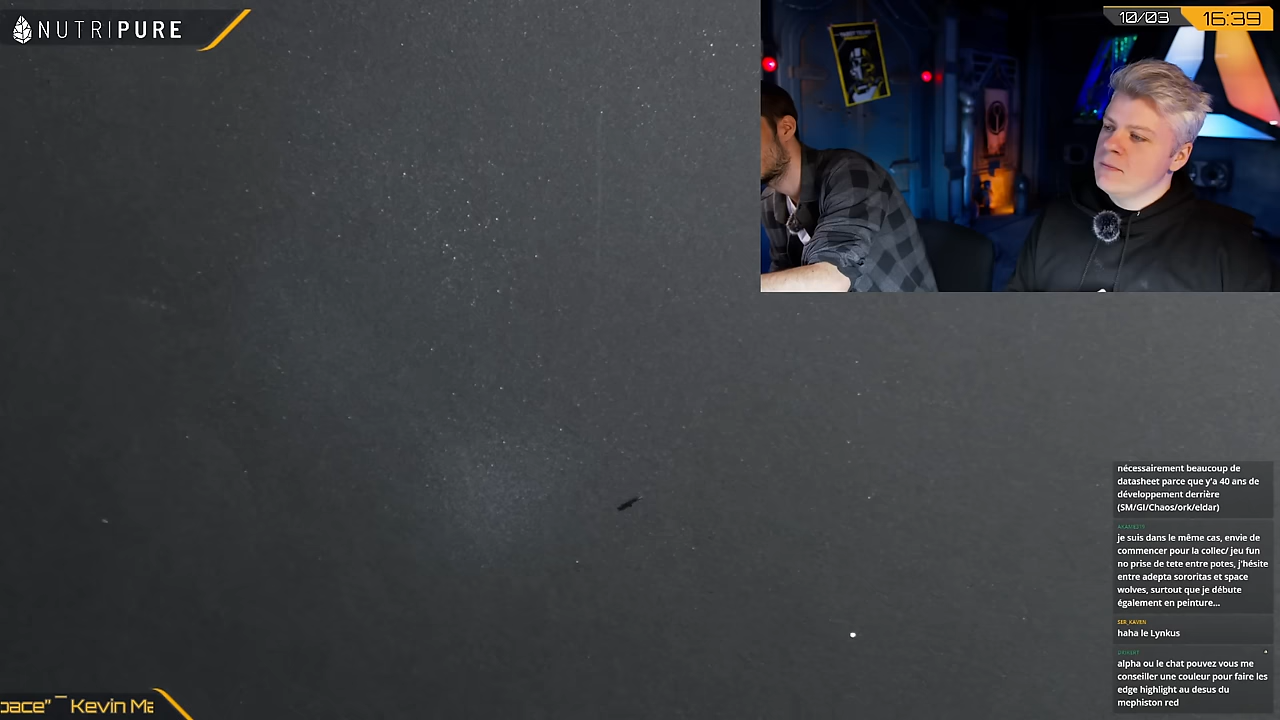 NUTRIPURE
10/03
16:39
nécessairement beaucoup de
datasheet parce que y'a 40 ans de
développement derrière
(SM/GI/Chaos/ork/eldar)
je suis dans le même cas, envie de
commencer pour la collec/ jeu fun
no prise de tete entre potes, j'hésite
entre adepta sororitas et space
wolves, surtout que je débute
également en peinture...
SER_KAVEN
haha le Lynkus
alpha ou le chat pouvez vous me
conseiller une couleur pour faire les
edge highlight au desus du
mephiston red
pace" — Kevin Ma